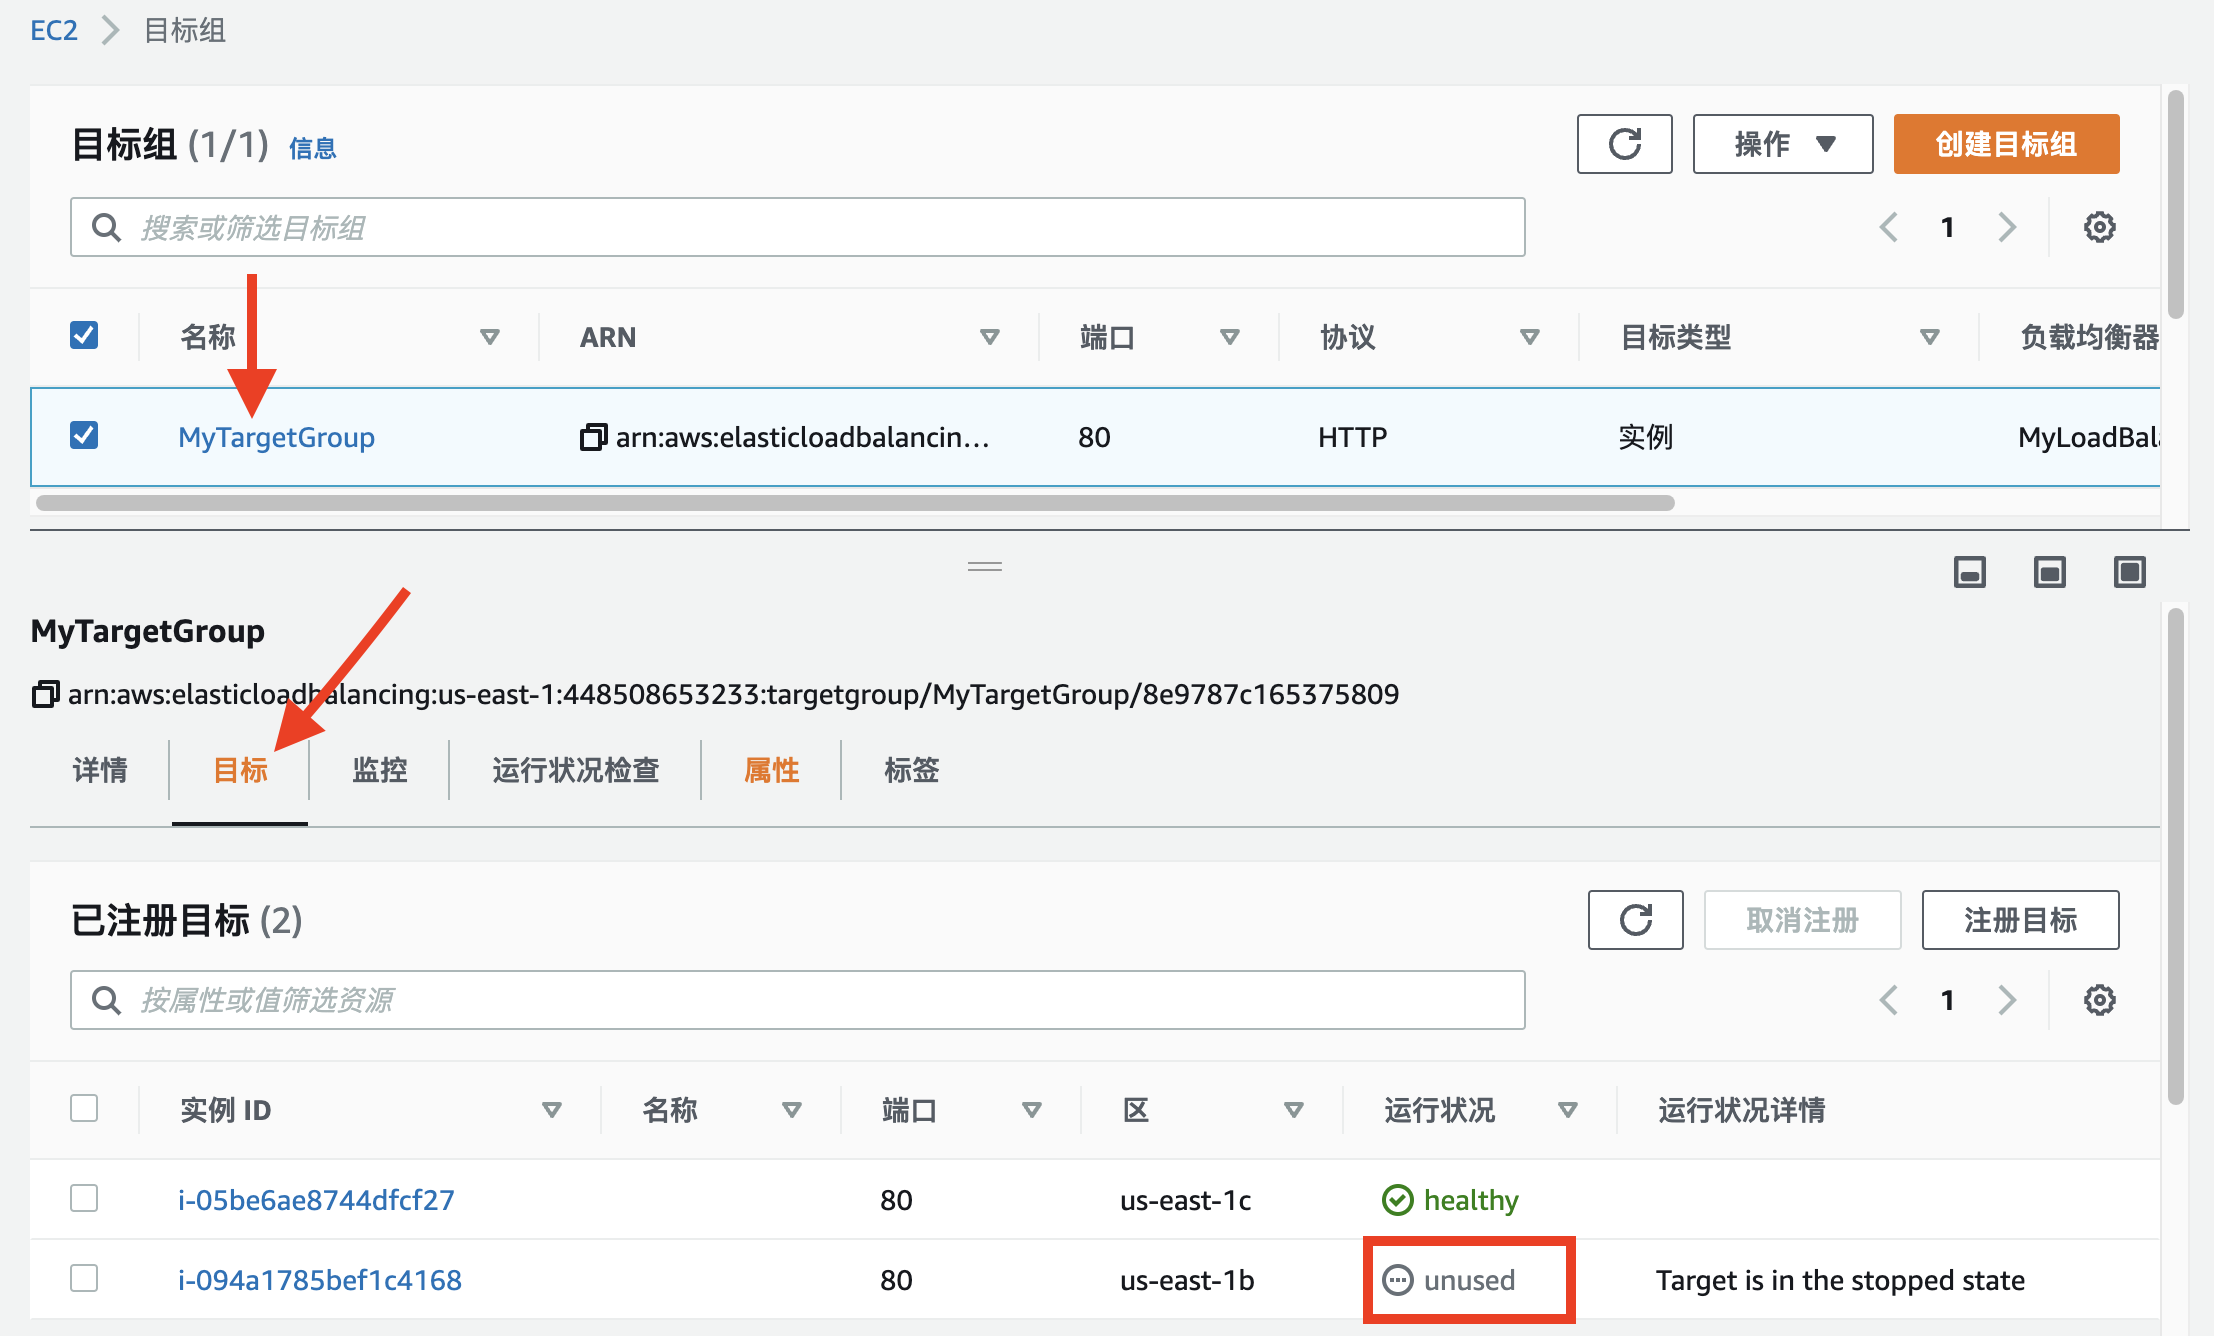 EC2 目标组
目标组 (1/1) 信息
操作 创建目标组
搜索或筛选目标组
1
名称 ARN 端口 协议 目标类型 负载均衡器
MyTargetGroup arn:aws:elasticloadbalancin... 80 HTTP 实例 MyLoadBal
MyTargetGroup
arn:aws:elasticloadbalancing:us-east-1:448508653233:targetgroup/MyTargetGroup/8e9787c165375809
详情 目标 监控 运行状况检查 属性 标签
已注册目标 (2)
取消注册 注册目标
按属性或值筛选资源
1
实例 ID 名称 端口 区 运行状况 运行状况详情
i-05be6ae8744dfcf27 80 us-east-1c healthy
i-094a1785bef1c4168 80 us-east-1b unused Target is in the stopped state